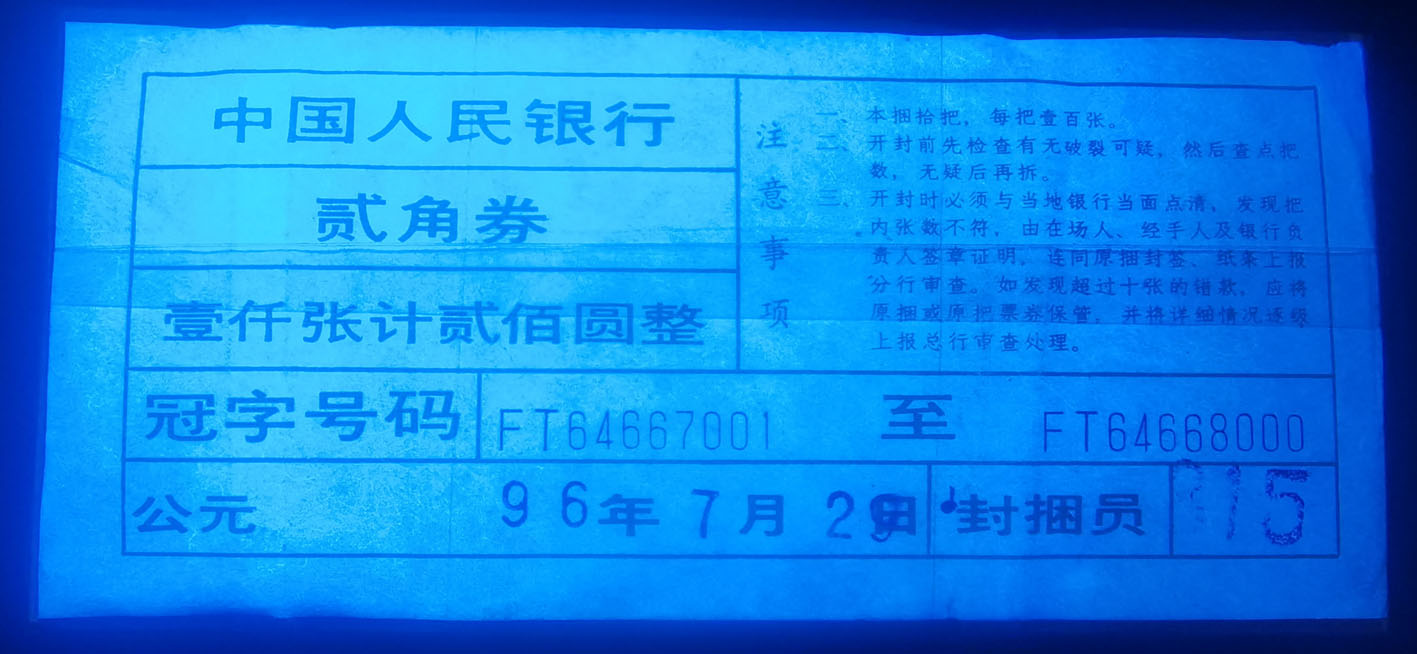 中国人民银行
贰角券
壹仟张计贰佰圆整
注意事项
一、本捆拾把，每把壹百张。
二、开封前先检查有无破裂可疑，然后查点把
数，无疑后再拆。
三、开封时必须与当地银行当面点请，发现把
内张数不符，由在场人、经手人及银行负
责人签章证明，连同原捆封签、纸条上报
分行审查。如发现超过十张的错款，应将
原捆或原把票券保管，并将详细情况逐级
上报总行审查处理。
冠字号码 FT64667001 至 FT64668000
公元 96年 7月 29日 封捆员 115